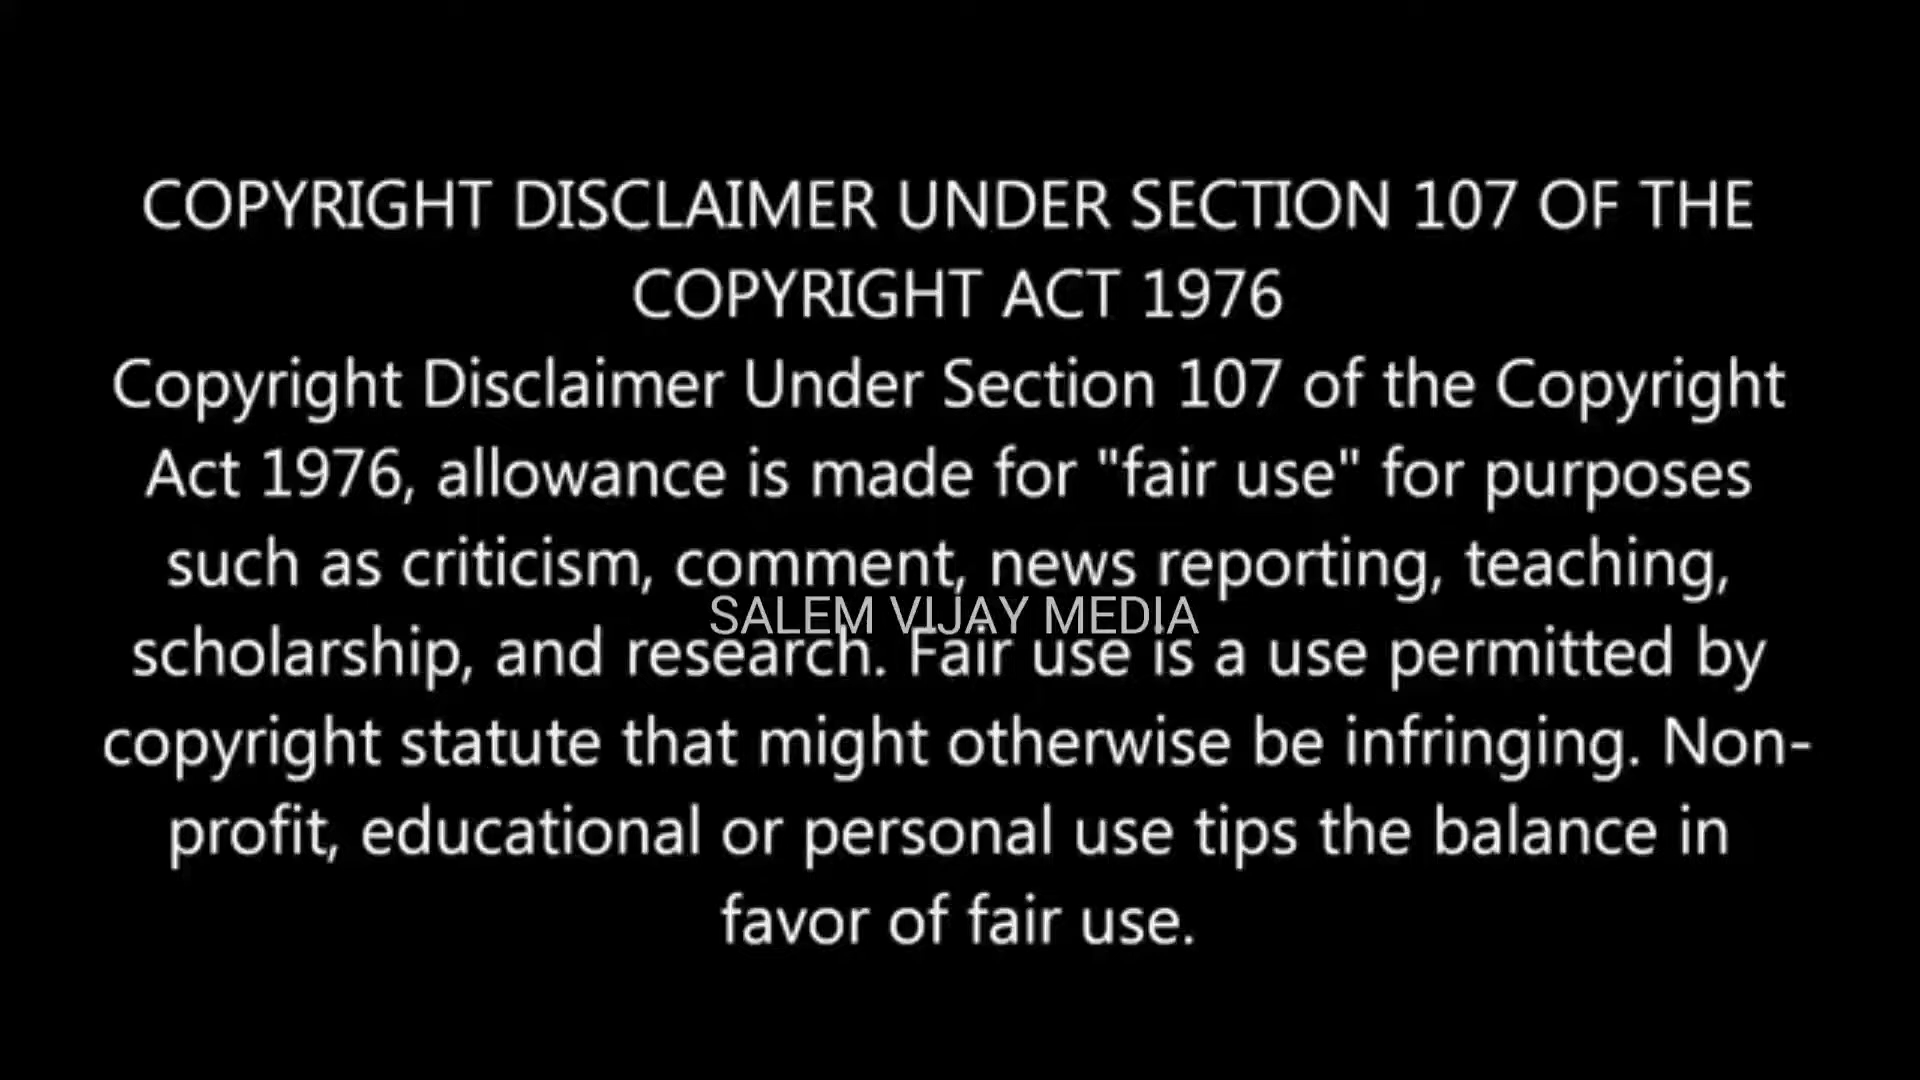 COPYRIGHT DISCLAIMER UNDER SECTION 107 OF THE
COPYRIGHT ACT 1976
Copyright Disclaimer Under Section 107 of the Copyright
Act 1976, allowance is made for "fair use" for purposes
such as criticism, comment, news reporting, teaching,
SALEM VIJAY MEDIA
scholarship, and research. Fair use is a use permitted by
copyright statute that might otherwise be infringing. Non-
profit, educational or personal use tips the balance in
favor of fair use.